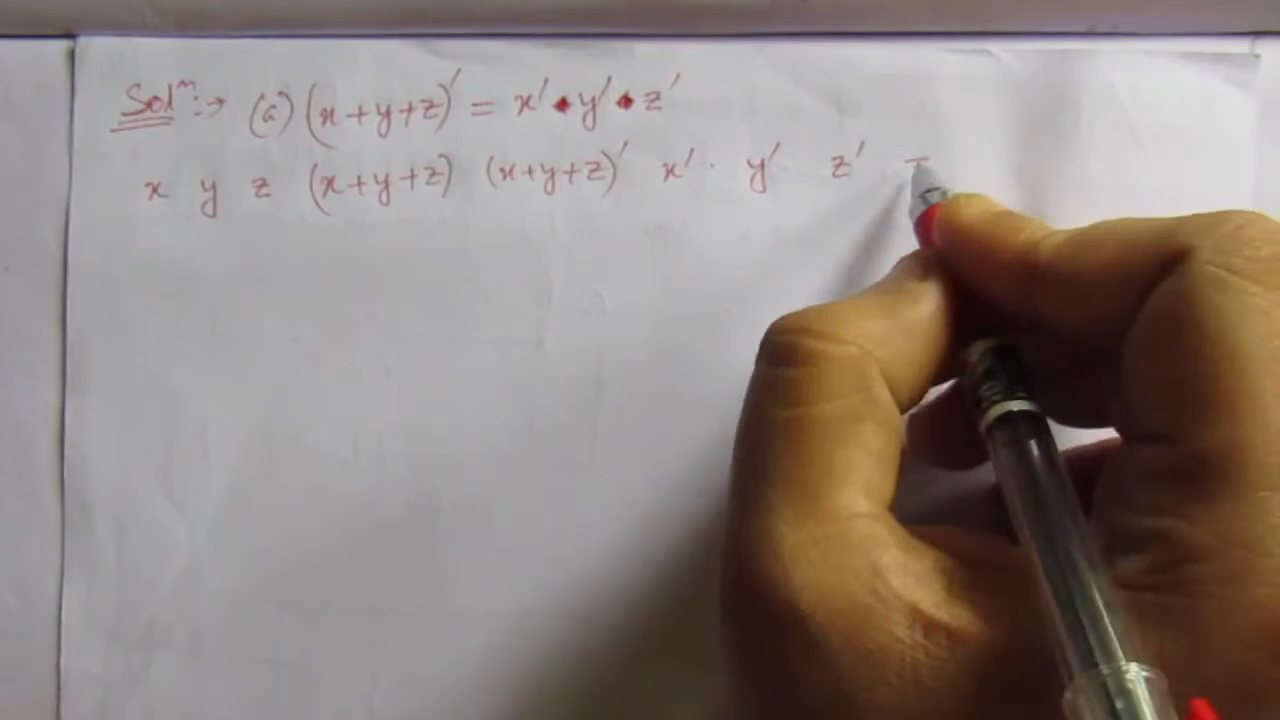 Solⁿ:→ (a) (x+y+z)' = x' • y' • z'
x y z (x+y+z) (x+y+z)' x' · y' z'